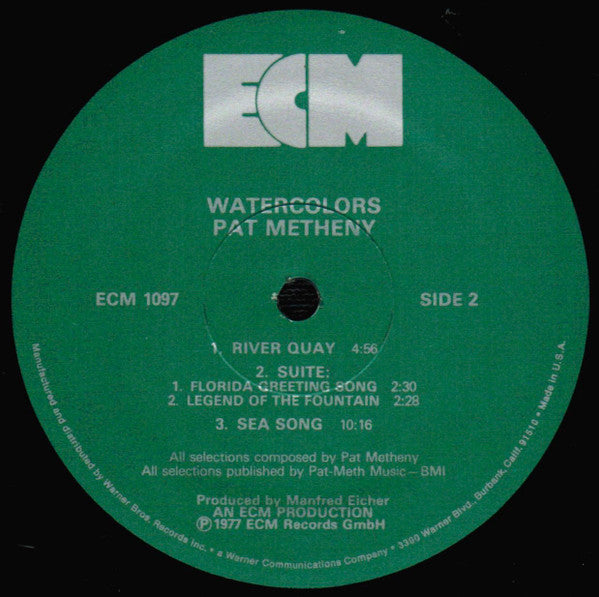 ECM
WATERCOLORS
PAT METHENY
ECM 1097
SIDE 2
1. RIVER QUAY 4:56
2. SUITE:
1. FLORIDA GREETING SONG 2:30
2. LEGEND OF THE FOUNTAIN 2:28
3. SEA SONG 10:16
All selections composed by Pat Metheny
All selections published by Pat-Meth Music – BMI
Produced by Manfred Eicher
AN ECM PRODUCTION
Ⓟ 1977 ECM Records GmbH
Manufactured and distributed by Warner Bros. Records Inc. • a Warner Communications Company • 3300 Warner Blvd., Burbank, Calif. 91510 • Made in U.S.A.